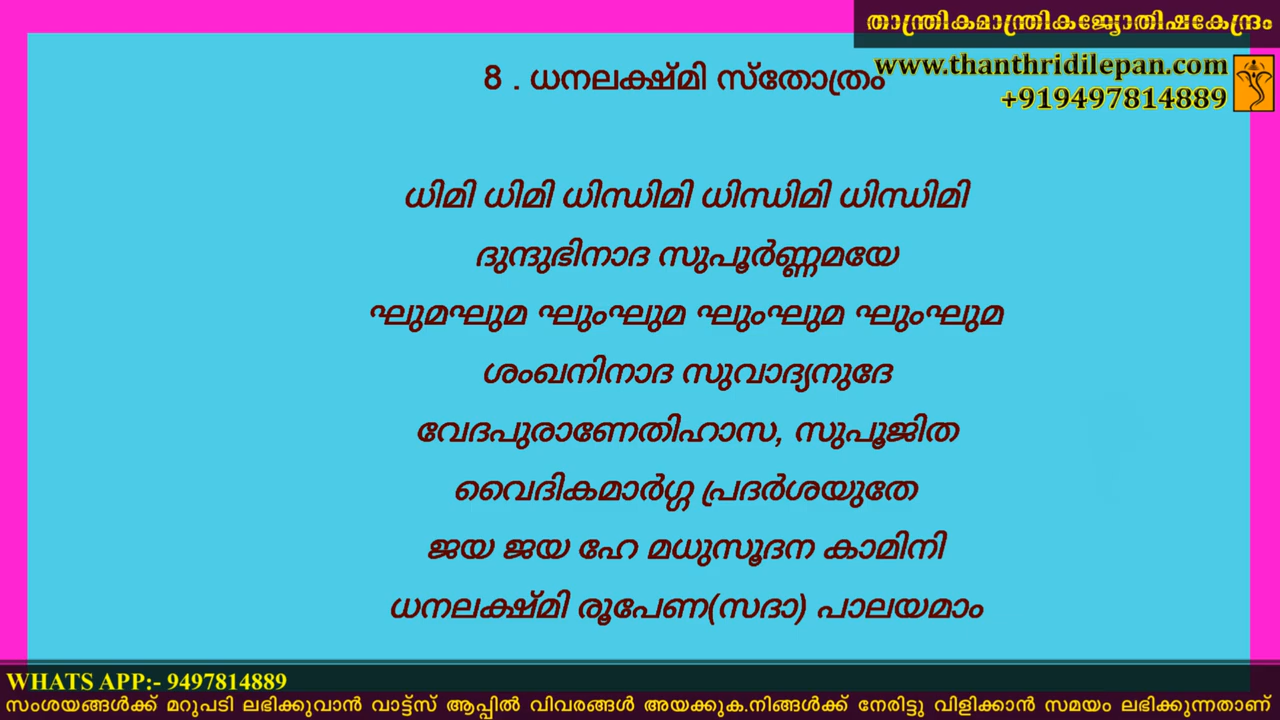 താന്ത്രികമാന്ത്രികജ്യോതിഷകേന്ദ്രം
www.thanthridilepan.com
+919497814889
8 . ധനലക്ഷ്മി സ്തോത്രം
ധിമി ധിമി ധിന്ധിമി ധിന്ധിമി ധിന്ധിമി
ദുന്ദുഭിനാദ സുപൂർണ്ണമയേ
ഘുമഘുമ ഘുംഘുമ ഘുംഘുമ ഘുംഘുമ
ശംഖനിനാദ സുവാദ്യനുദേ
വേദപുരാണേതിഹാസ, സുപൂജിത
വൈദികമാർഗ്ഗ പ്രദർശയുതേ
ജയ ജയ ഹേ മധുസൂദന കാമിനി
ധനലക്ഷ്മി രൂപേണ(സദാ) പാലയമാം
WHATS APP:- 9497814889
സംശയങ്ങൾക്ക് മറുപടി ലഭിക്കുവാൻ വാട്ട്സ് ആപ്പിൽ വിവരങ്ങൾ അയക്കുക.നിങ്ങൾക്ക് നേരിട്ടു വിളിക്കാൻ സമയം ലഭിക്കുന്നതാണ്